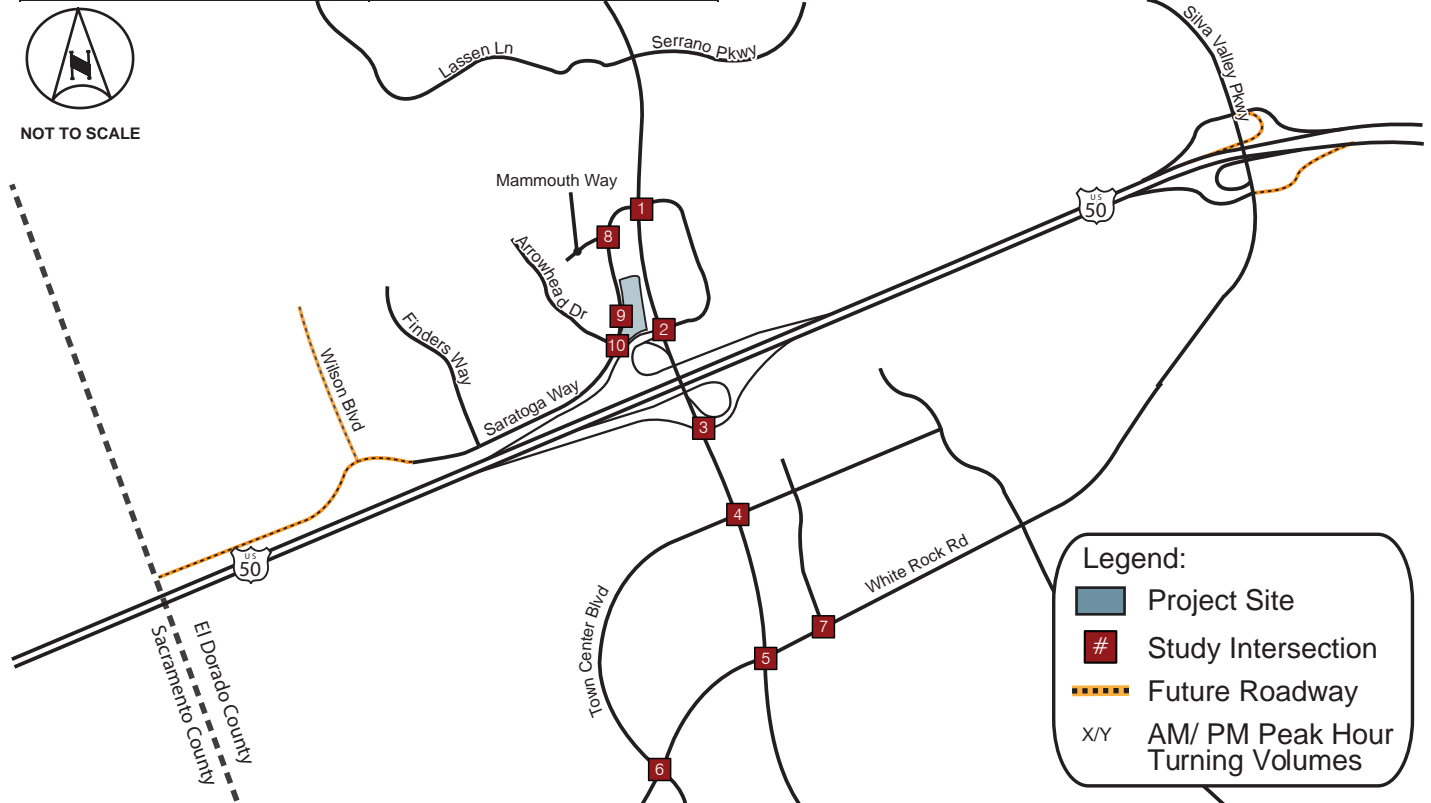 N
NOT TO SCALE
Lassen Ln
Serrano Pkwy
Silva Valley Pkwy
Mammouth Way
1
8
Arrowhead Dr
9
2
10
US
50
Finders Way
Wilson Blvd
Saratoga Way
3
4
US
50
White Rock Rd
Town Center Blvd
7
5
6
El Dorado County
Sacramento County
Legend:
Project Site
# Study Intersection
Future Roadway
X/Y AM/ PM Peak Hour
Turning Volumes